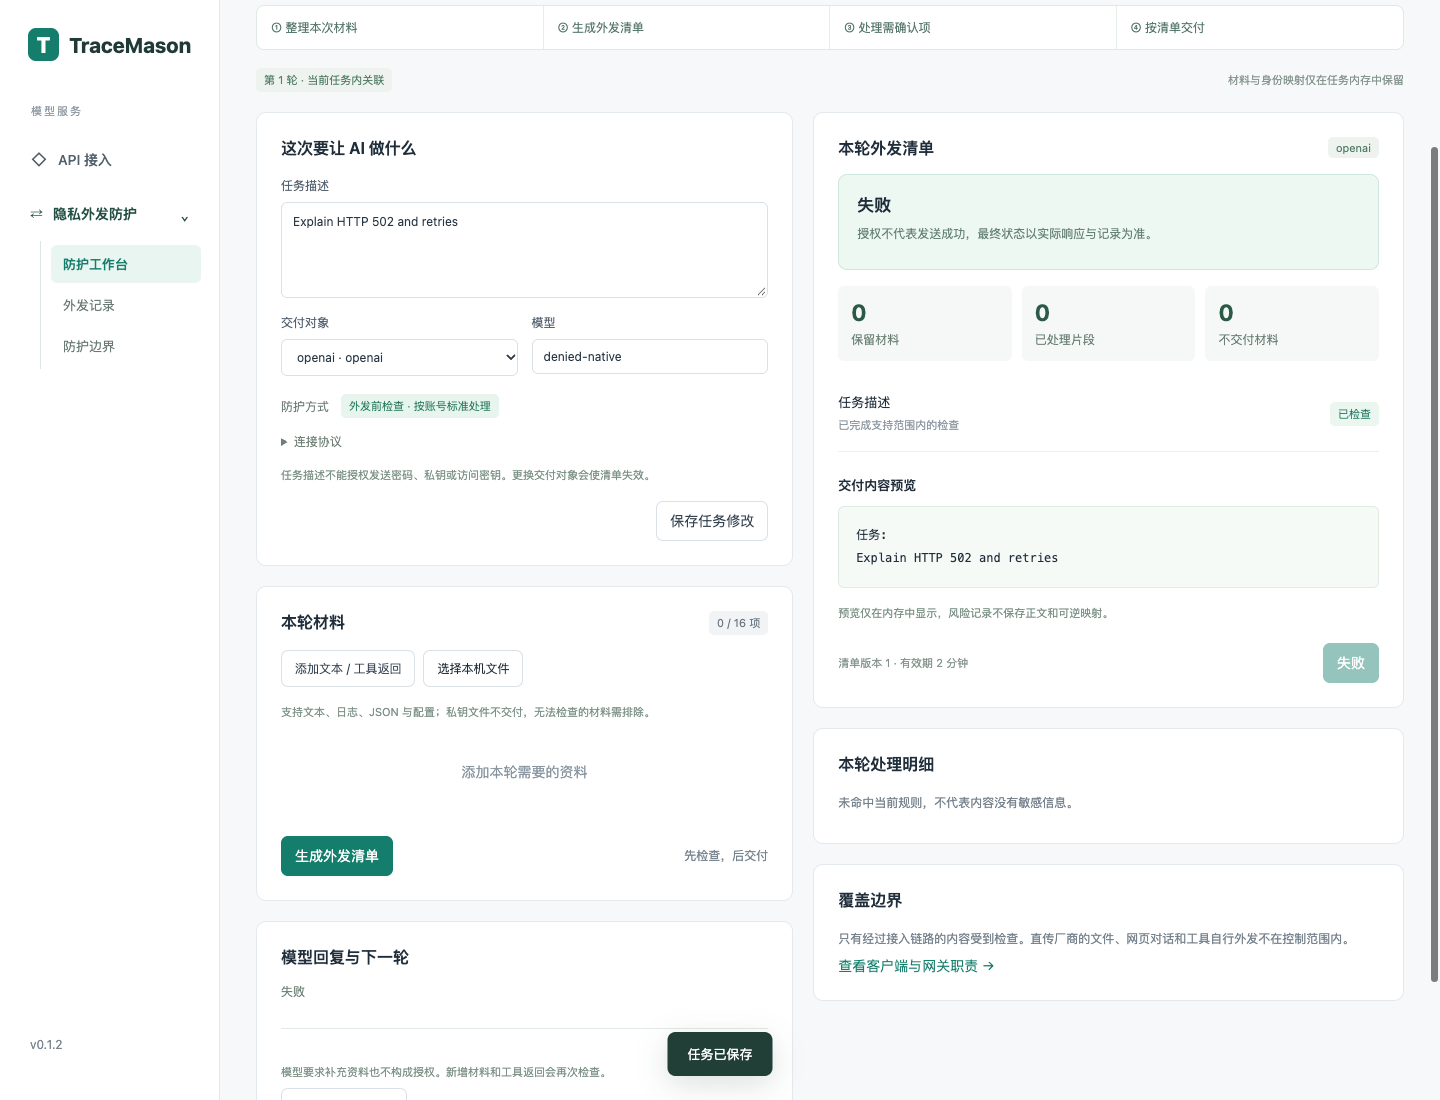 T TraceMason
模型服务
API 接入
隐私外发防护
防护工作台
外发记录
防护边界
v0.1.2
① 整理本次材料
② 生成外发清单
③ 处理需确认项
④ 按清单交付
第 1 轮 · 当前任务内关联
材料与身份映射仅在任务内存中保留
这次要让 AI 做什么
任务描述
Explain HTTP 502 and retries
交付对象
模型
openai · openai
denied-native
防护方式
外发前检查 · 按账号标准处理
连接协议
任务描述不能授权发送密码、私钥或访问密钥。更换交付对象会使清单失效。
保存任务修改
本轮材料
0 / 16 项
添加文本 / 工具返回
选择本机文件
支持文本、日志、JSON 与配置；私钥文件不交付，无法检查的材料需排除。
添加本轮需要的资料
生成外发清单
先检查，后交付
模型回复与下一轮
失败
模型要求补充资料也不构成授权。新增材料和工具返回会再次检查。
任务已保存
本轮外发清单
openai
失败
授权不代表发送成功，最终状态以实际响应与记录为准。
0
保留材料
0
已处理片段
0
不交付材料
任务描述
已完成支持范围内的检查
已检查
交付内容预览
任务:
Explain HTTP 502 and retries
预览仅在内存中显示，风险记录不保存正文和可逆映射。
清单版本 1 · 有效期 2 分钟
失败
本轮处理明细
未命中当前规则，不代表内容没有敏感信息。
覆盖边界
只有经过接入链路的内容受到检查。直传厂商的文件、网页对话和工具自行外发不在控制范围内。
查看客户端与网关职责 →